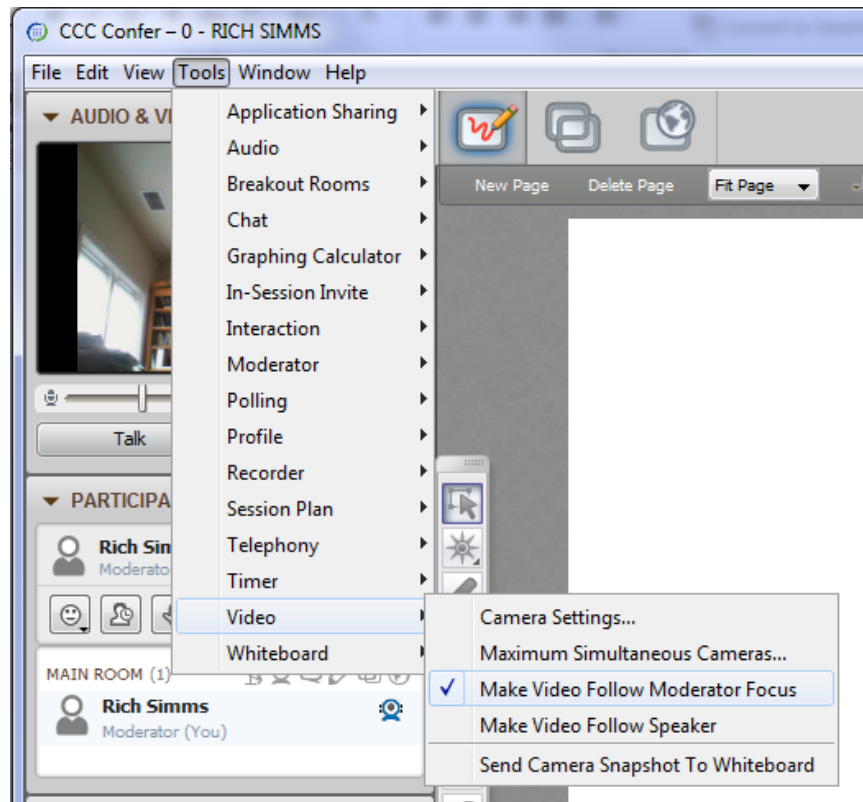 CCC Confer – 0 - RICH SIMMS
File Edit View Tools Window Help
AUDIO & VI
Application Sharing
Audio
Breakout Rooms
Chat
Graphing Calculator
In-Session Invite
Interaction
Moderator
Polling
Profile
Recorder
Session Plan
Telephony
Timer
Video
Whiteboard
New Page Delete Page Fit Page
Talk
PARTICIPA
Rich Sim
Moderato
MAIN ROOM (1)
Rich Simms
Moderator (You)
Camera Settings...
Maximum Simultaneous Cameras...
Make Video Follow Moderator Focus
Make Video Follow Speaker
Send Camera Snapshot To Whiteboard